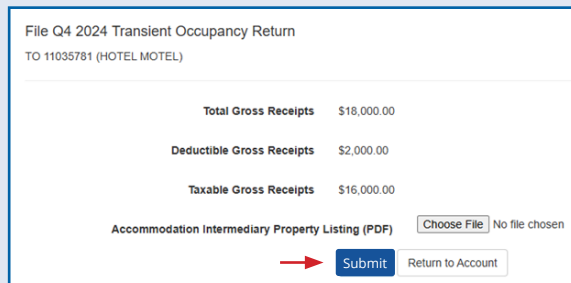 File Q4 2024 Transient Occupancy Return
TO 11035781 (HOTEL MOTEL)
Total Gross Receipts $18,000.00
Deductible Gross Receipts $2,000.00
Taxable Gross Receipts $16,000.00
Accommodation Intermediary Property Listing (PDF) Choose File No file chosen
Submit Return to Account